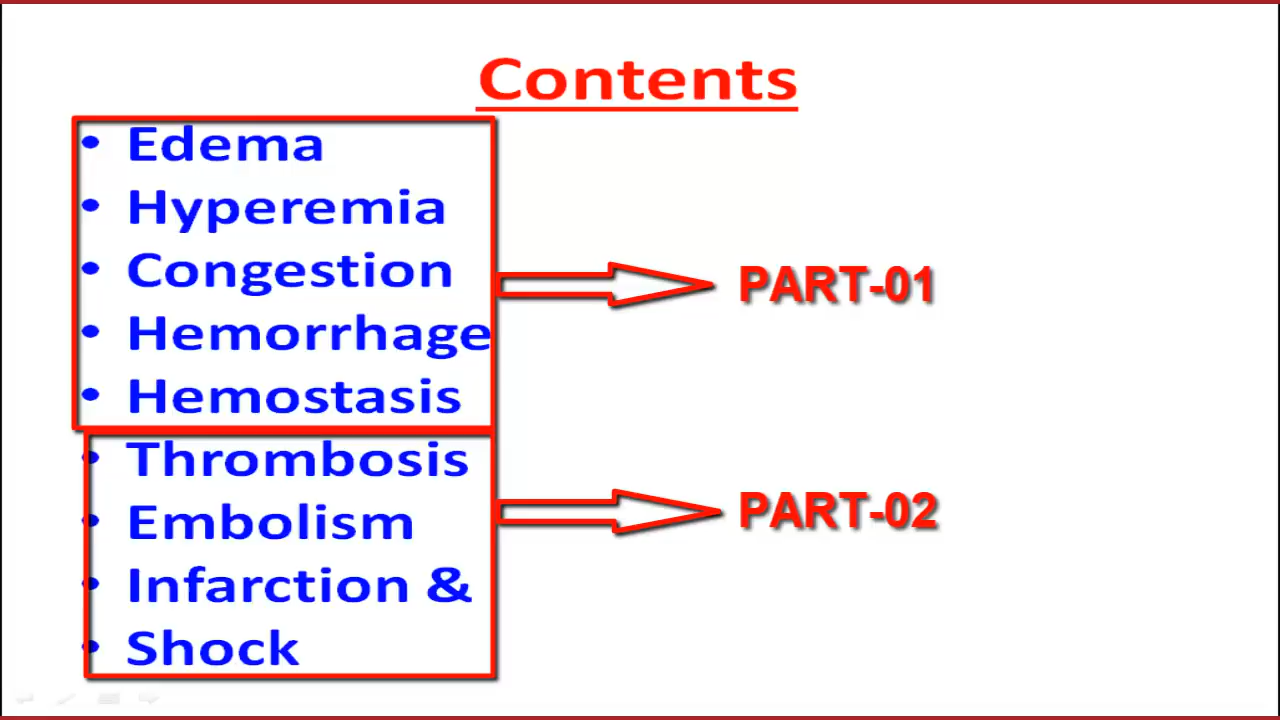 Contents
• Edema
• Hyperemia
• Congestion
• Hemorrhage
• Hemostasis
PART-01
• Thrombosis
• Embolism
• Infarction &
• Shock
PART-02